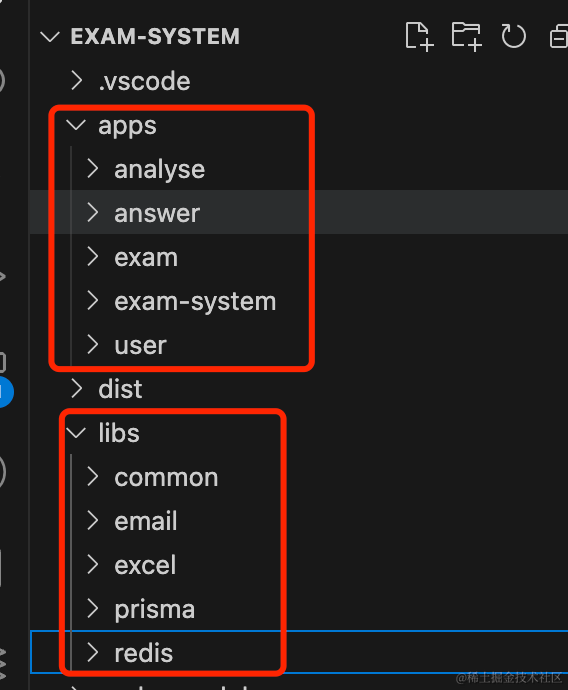 EXAM-SYSTEM
.vscode
apps
analyse
answer
exam
exam-system
user
dist
libs
common
email
excel
prisma
redis
@稀土掘金技术社区